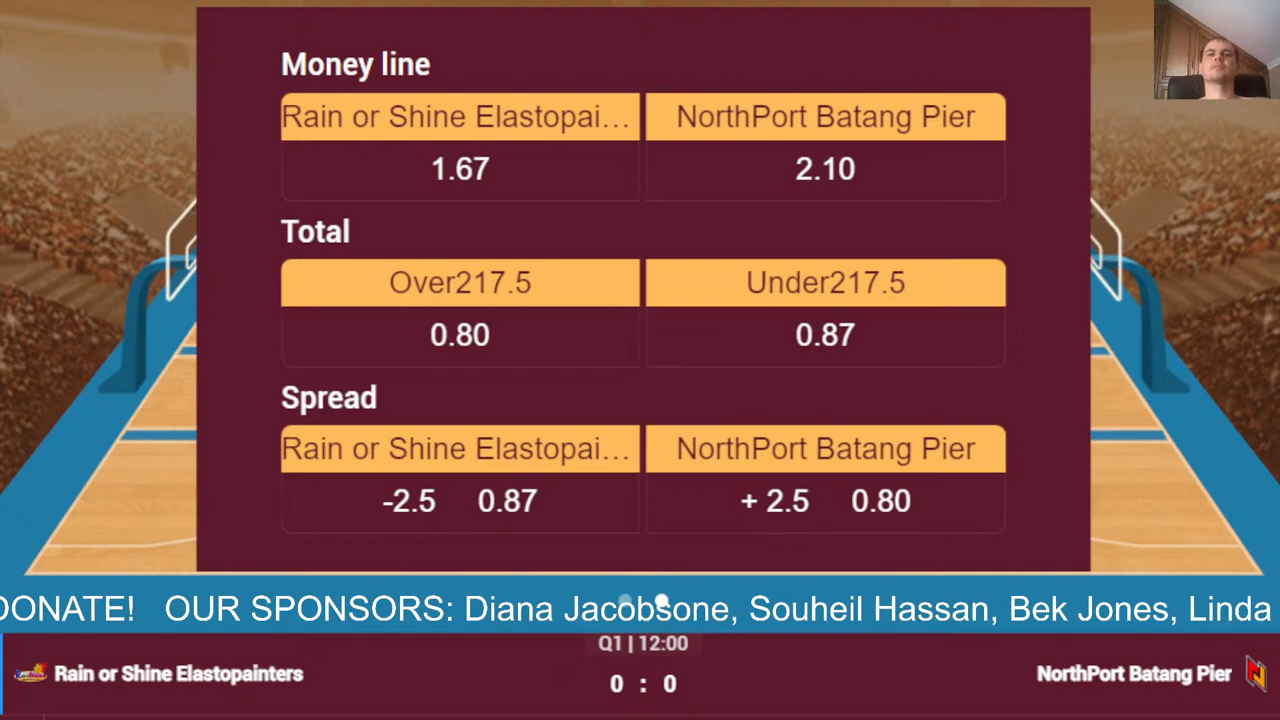 Money line
Rain or Shine Elastopai... NorthPort Batang Pier
1.67 2.10
Total
Over217.5 Under217.5
0.80 0.87
Spread
Rain or Shine Elastopai... NorthPort Batang Pier
-2.5 0.87 + 2.5 0.80
DONATE! OUR SPONSORS: Diana Jacobsone, Souheil Hassan, Bek Jones, Linda
Q1 | 12:00
Rain or Shine Elastopainters 0 : 0 NorthPort Batang Pier